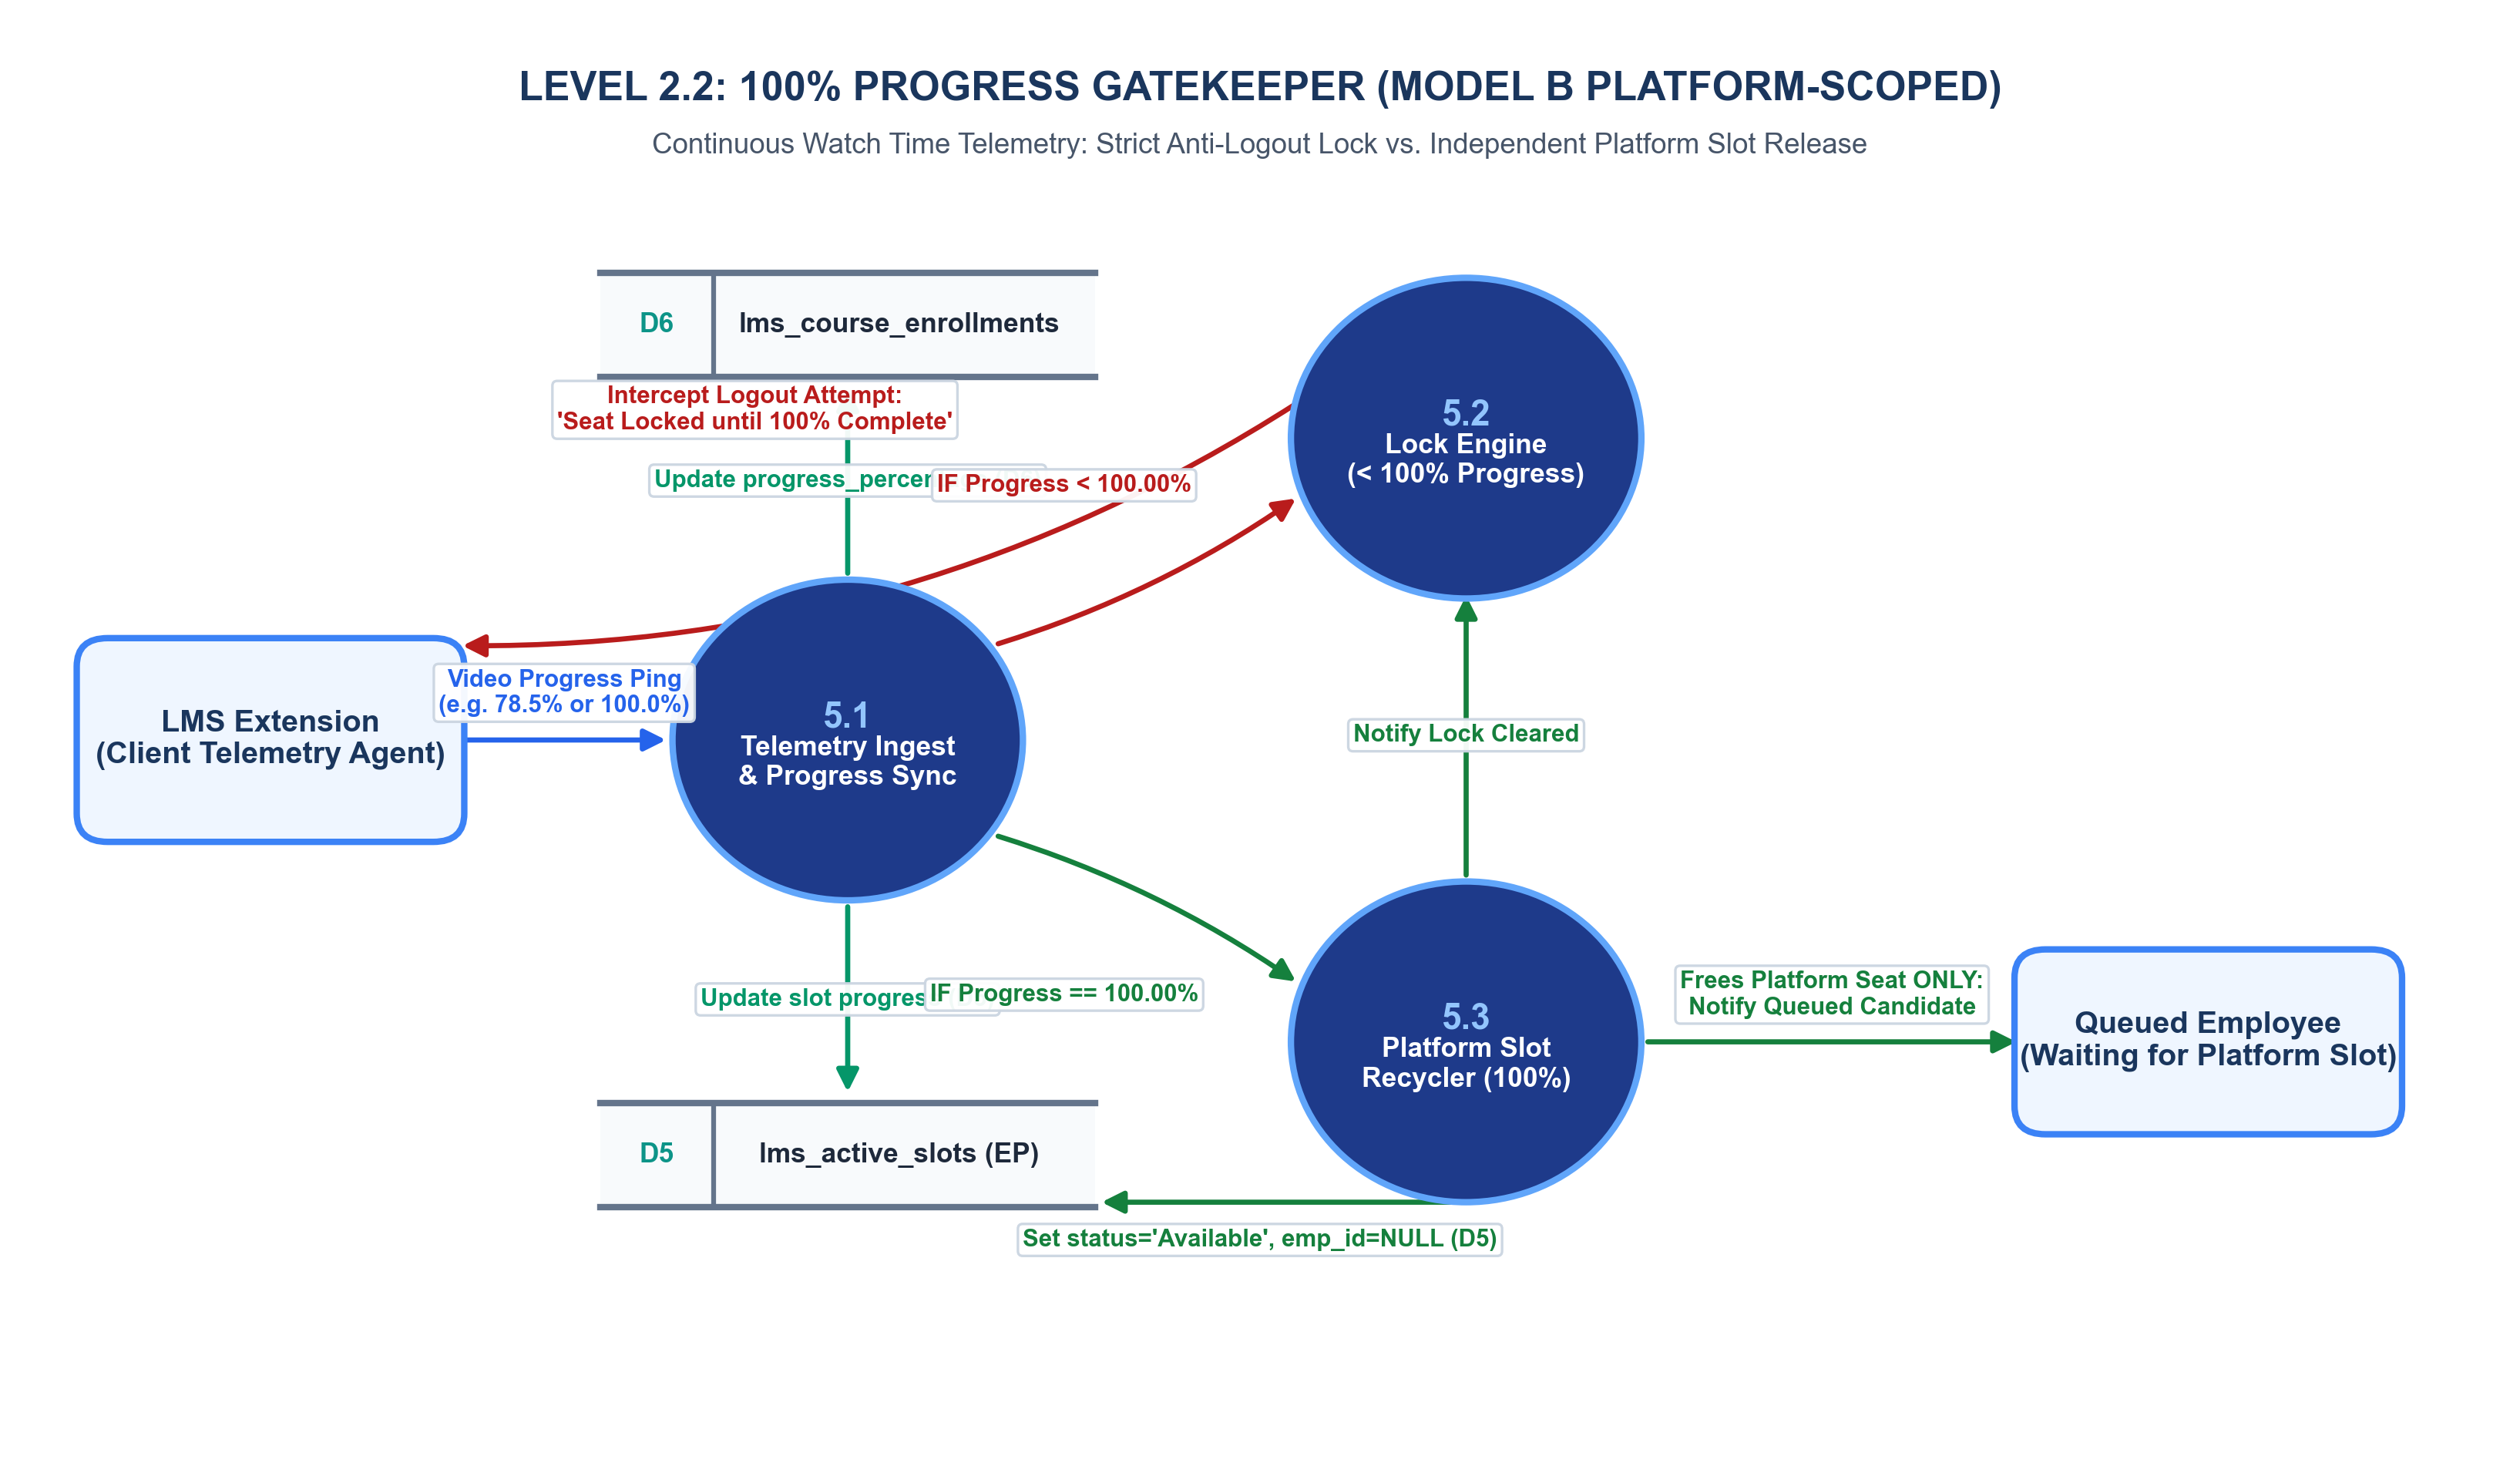 LEVEL 2.2: 100% PROGRESS GATEKEEPER (MODEL B PLATFORM-SCOPED)
Continuous Watch Time Telemetry: Strict Anti-Logout Lock vs. Independent Platform Slot Release
D6
lms_course_enrollments
Intercept Logout Attempt:
'Seat Locked until 100% Complete'
Update progress_percen
IF Progress < 100.00%
5.2
Lock Engine
(< 100% Progress)
Video Progress Ping
(e.g. 78.5% or 100.0%)
LMS Extension
(Client Telemetry Agent)
5.1
Telemetry Ingest
& Progress Sync
Notify Lock Cleared
Update slot progres
IF Progress == 100.00%
5.3
Platform Slot
Recycler (100%)
Frees Platform Seat ONLY:
Notify Queued Candidate
Queued Employee
(Waiting for Platform Slot)
D5
lms_active_slots (EP)
Set status='Available', emp_id=NULL (D5)